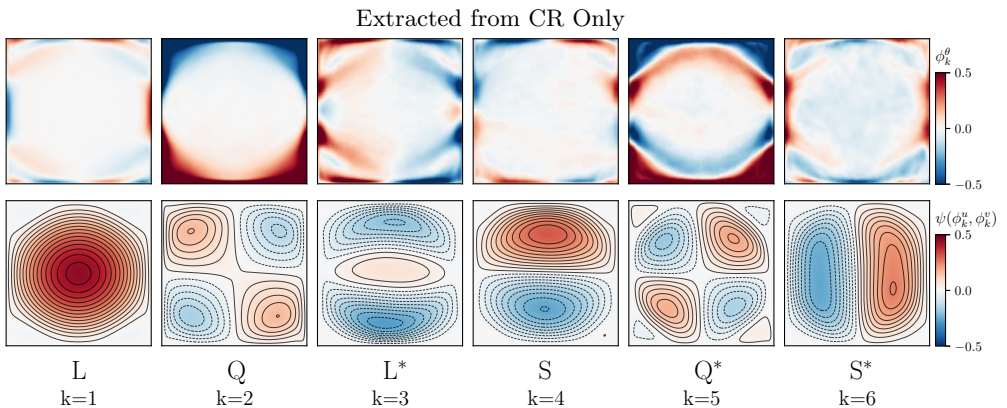 Extracted from CR Only
ϕ_k^θ
0.5
0.0
−0.5
ψ(ϕ_k^u, ϕ_k^v)
0.5
0.0
−0.5
L Q L* S Q* S*
k=1 k=2 k=3 k=4 k=5 k=6